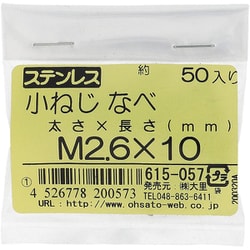 ステンレス
約
50入り
小ねじ なべ
太さ×長さ(mm)
M2.6×10
615-057
①
4 526778 200573
発売元:㈱大里
TEL048-863-6411
URL:http://www.ohsato-web.co.jp
袋
2001204